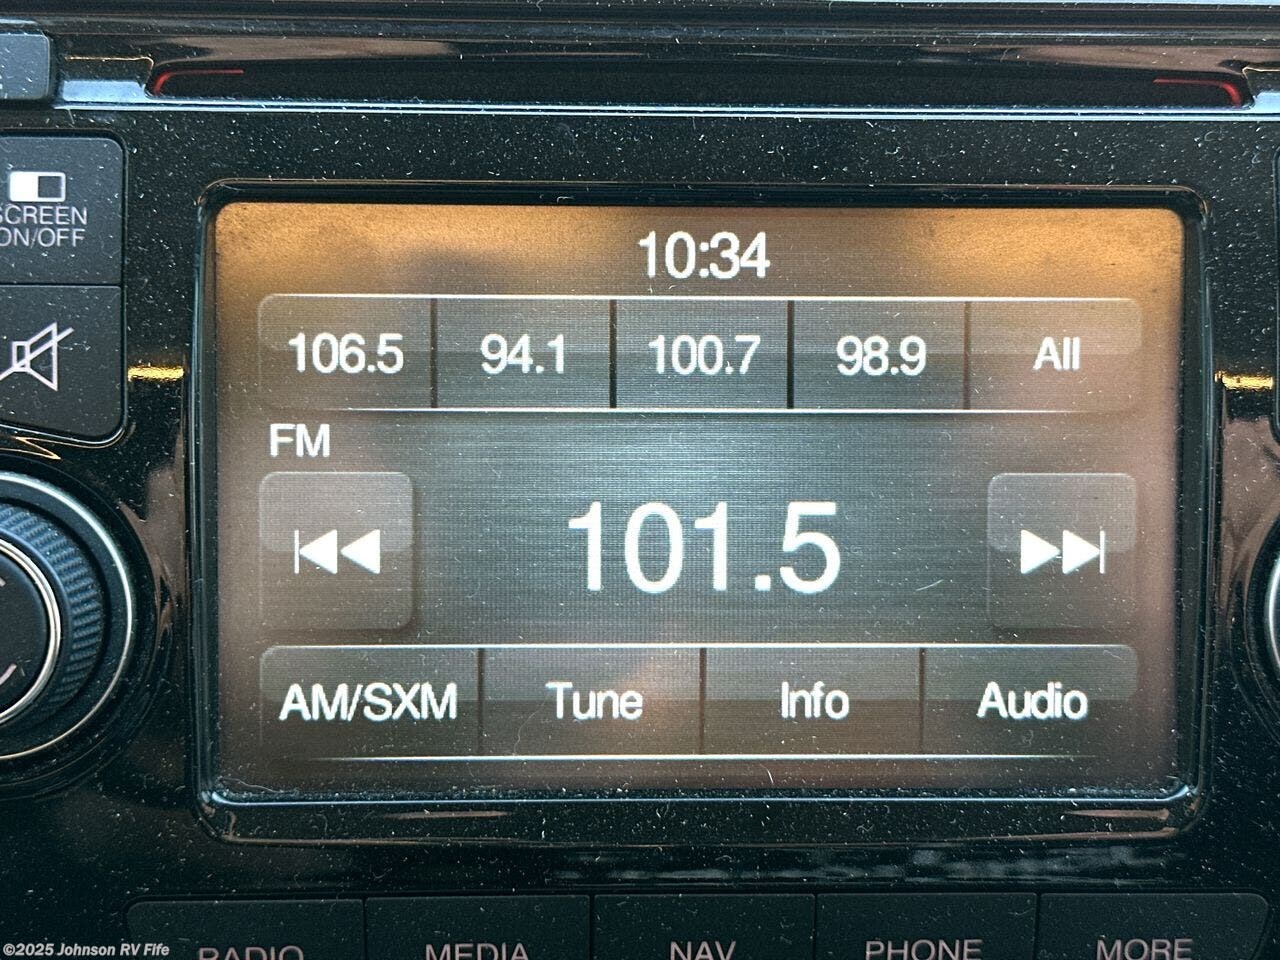 SCREEN
ON/OFF
10:34
106.5 94.1 100.7 98.9 All
FM
101.5
AM/SXM Tune Info Audio
RADIO MEDIA NAV PHONE MORE
©2025 Johnson RV Fife